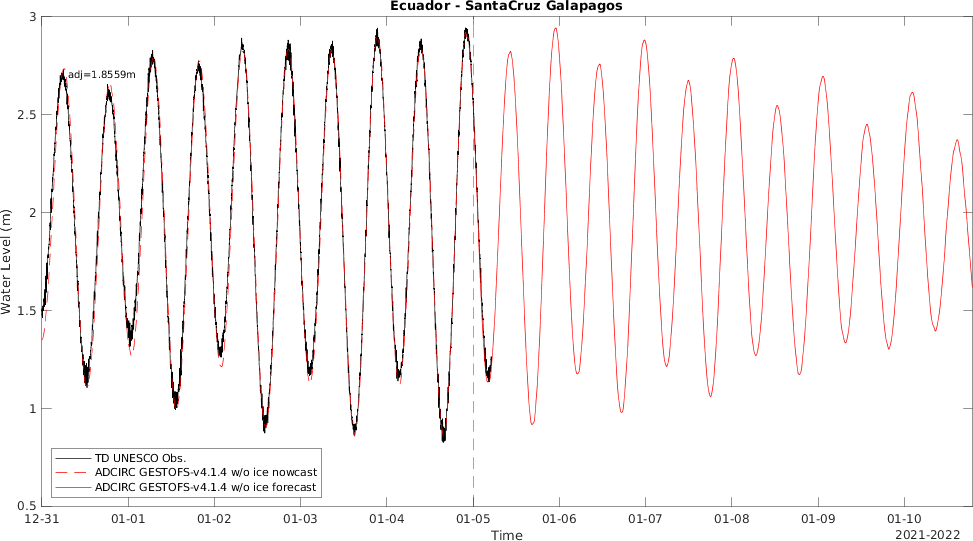 Ecuador - SantaCruz Galapagos
Water Level (m)
3
2.5
2
1.5
1
0.5
adj=1.8559m
TD UNESCO Obs.
ADCIRC GESTOFS-v4.1.4 w/o ice nowcast
ADCIRC GESTOFS-v4.1.4 w/o ice forecast
12-31 01-01 01-02 01-03 01-04 01-05 01-06 01-07 01-08 01-09 01-10
Time
2021-2022